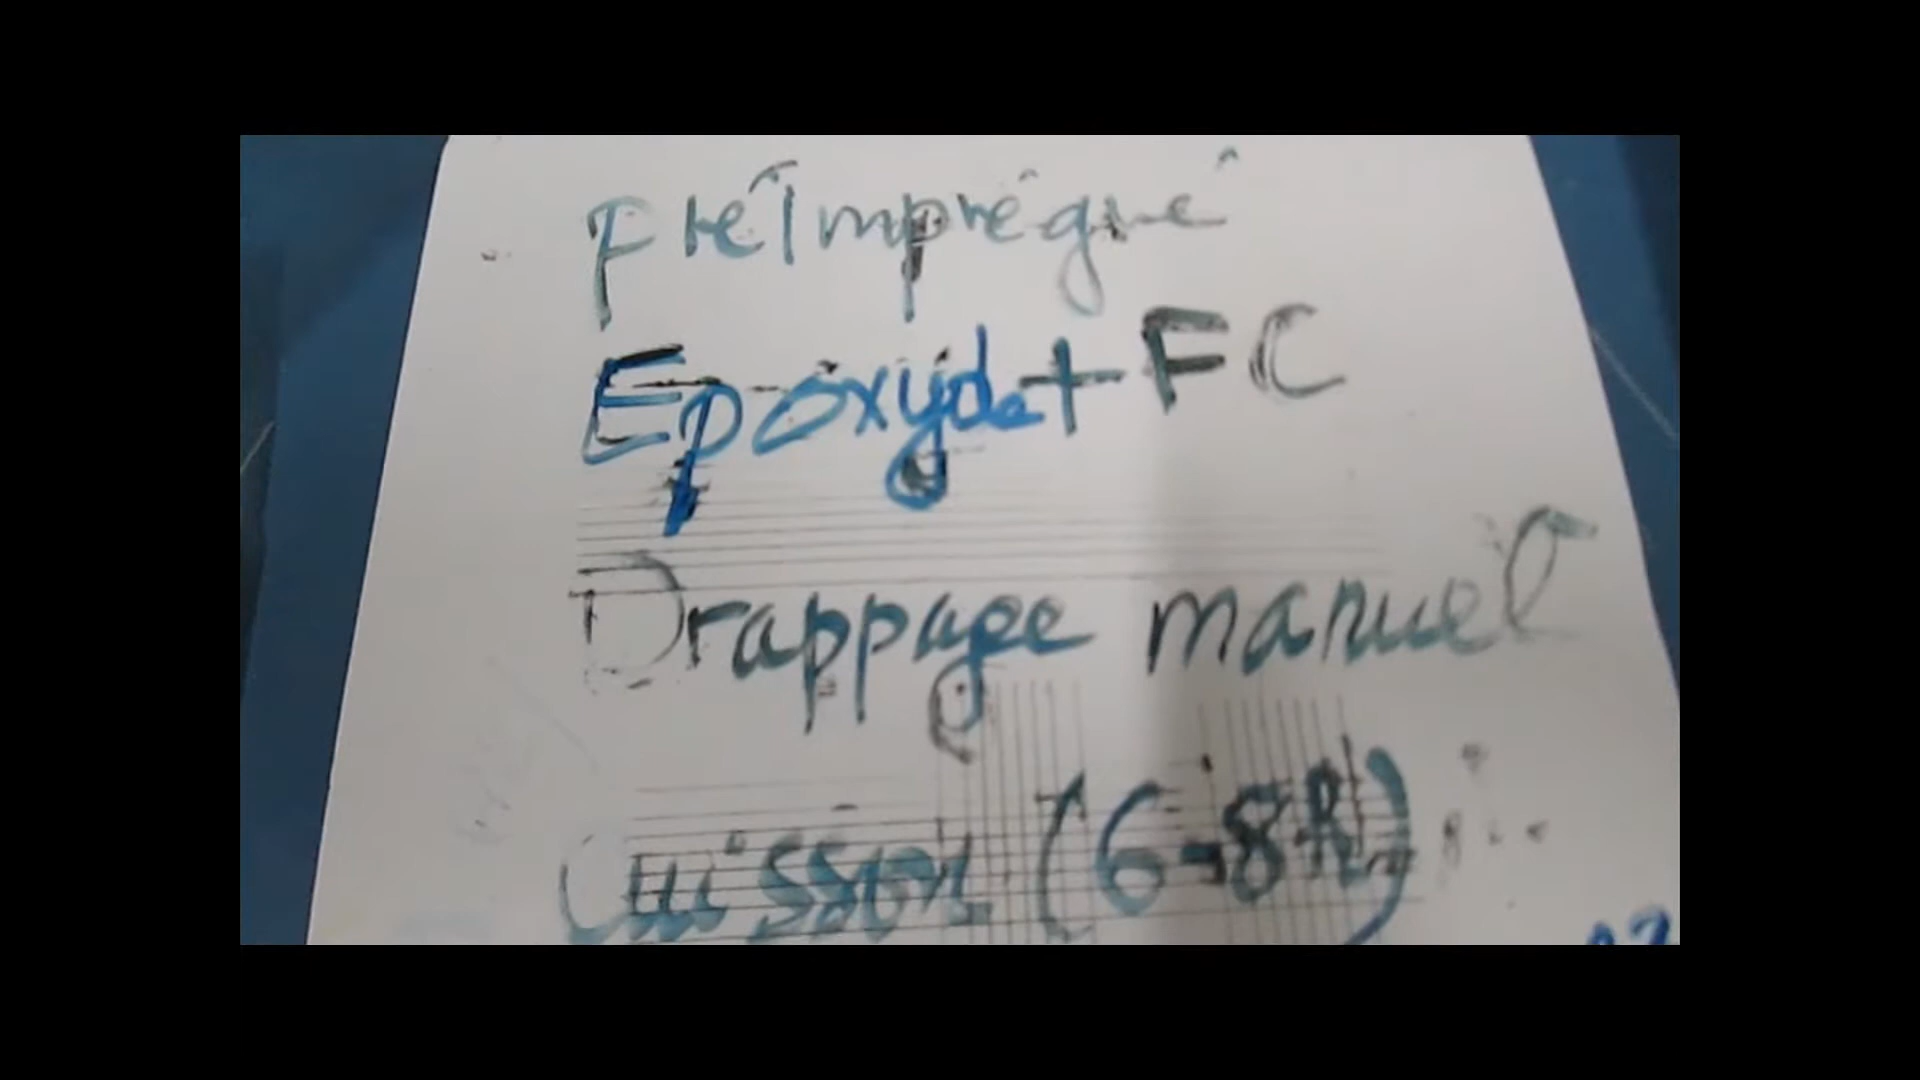 Préimprégné
Epoxyde + FC
Drappage manuel
Cuisson (6-8h)